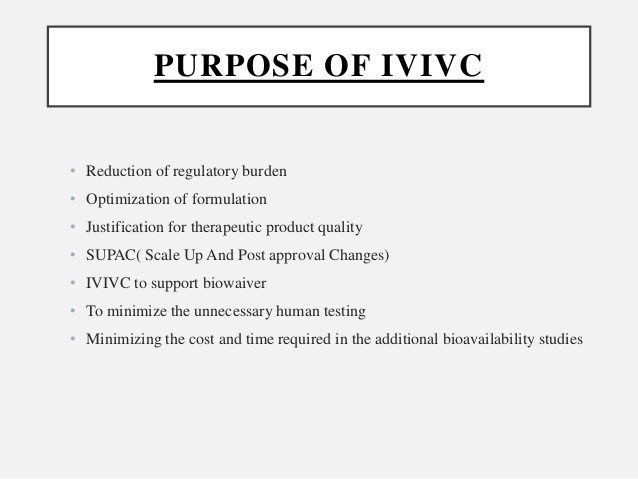 PURPOSE OF IVIVC
• Reduction of regulatory burden
• Optimization of formulation
• Justification for therapeutic product quality
• SUPAC( Scale Up And Post approval Changes)
• IVIVC to support biowaiver
• To minimize the unnecessary human testing
• Minimizing the cost and time required in the additional bioavailability studies